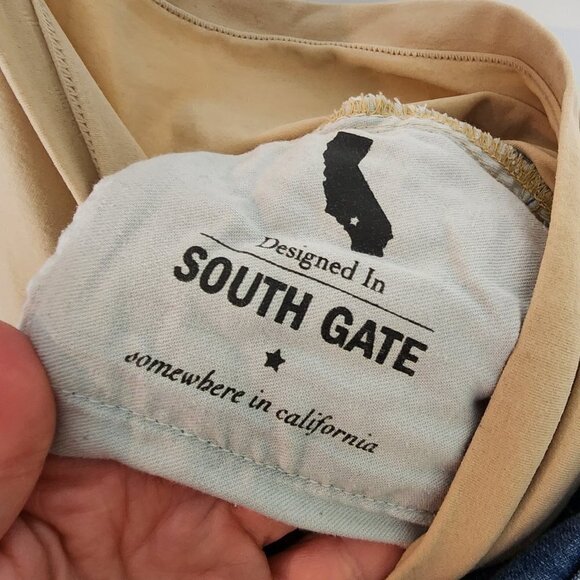 Designed In
SOUTH GATE
somewhere in california